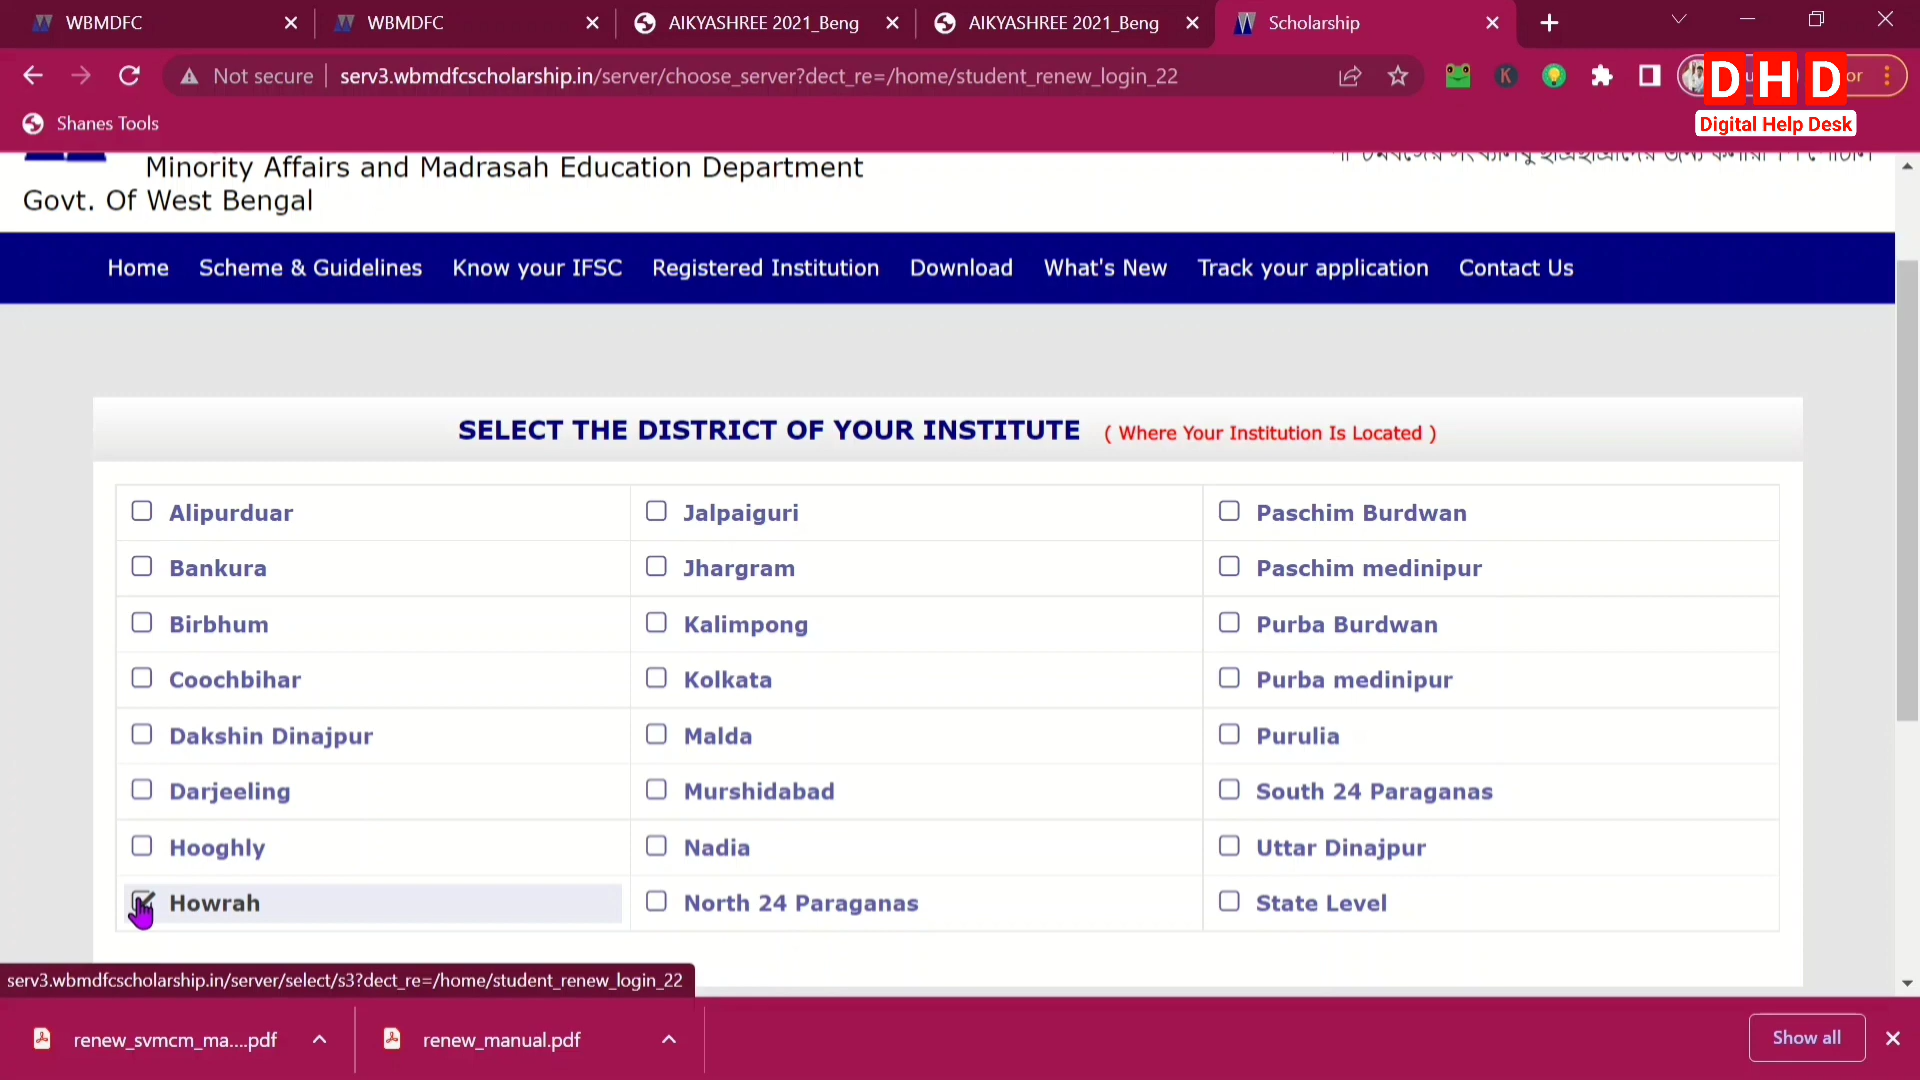 WBMDFC
WBMDFC
AIKYASHREE 2021_Beng
AIKYASHREE 2021_Beng
Scholarship
Not secure
serv3.wbmdfcscholarship.in/server/choose_server?dect_re=/home/student_renew_login_22
K
or
DHD
Digital Help Desk
Shanes Tools
Minority Affairs and Madrasah Education Department
Govt. Of West Bengal
Home
Scheme & Guidelines
Know your IFSC
Registered Institution
Download
What's New
Track your application
Contact Us
SELECT THE DISTRICT OF YOUR INSTITUTE ( Where Your Institution Is Located )
Alipurduar
Jalpaiguri
Paschim Burdwan
Bankura
Jhargram
Paschim medinipur
Birbhum
Kalimpong
Purba Burdwan
Coochbihar
Kolkata
Purba medinipur
Dakshin Dinajpur
Malda
Purulia
Darjeeling
Murshidabad
South 24 Paraganas
Hooghly
Nadia
Uttar Dinajpur
Howrah
North 24 Paraganas
State Level
serv3.wbmdfcscholarship.in/server/select/s3?dect_re=/home/student_renew_login_22
renew_svmcm_ma....pdf
renew_manual.pdf
Show all